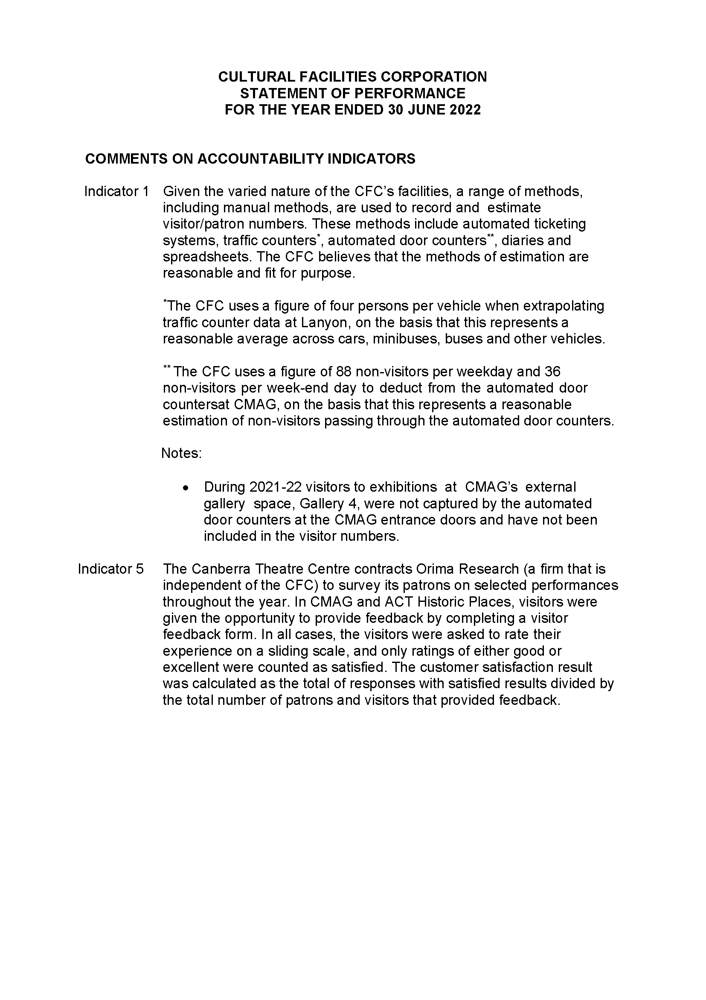 CULTURAL FACILITIES CORPORATION
STATEMENT OF PERFORMANCE
FOR THE YEAR ENDED 30 JUNE 2022
COMMENTS ON ACCOUNTABILITY INDICATORS
Indicator 1 Given the varied nature of the CFC’s facilities, a range of methods,
including manual methods, are used to record and estimate
visitor/patron numbers. These methods include automated ticketing
systems, traffic counters*, automated door counters**, diaries and
spreadsheets. The CFC believes that the methods of estimation are
reasonable and fit for purpose.
*The CFC uses a figure of four persons per vehicle when extrapolating
traffic counter data at Lanyon, on the basis that this represents a
reasonable average across cars, minibuses, buses and other vehicles.
** The CFC uses a figure of 88 non-visitors per weekday and 36
non-visitors per week-end day to deduct from the automated door
countersat CMAG, on the basis that this represents a reasonable
estimation of non-visitors passing through the automated door counters.
Notes:
• During 2021-22 visitors to exhibitions at CMAG’s external
gallery space, Gallery 4, were not captured by the automated
door counters at the CMAG entrance doors and have not been
included in the visitor numbers.
Indicator 5 The Canberra Theatre Centre contracts Orima Research (a firm that is
independent of the CFC) to survey its patrons on selected performances
throughout the year. In CMAG and ACT Historic Places, visitors were
given the opportunity to provide feedback by completing a visitor
feedback form. In all cases, the visitors were asked to rate their
experience on a sliding scale, and only ratings of either good or
excellent were counted as satisfied. The customer satisfaction result
was calculated as the total of responses with satisfied results divided by
the total number of patrons and visitors that provided feedback.